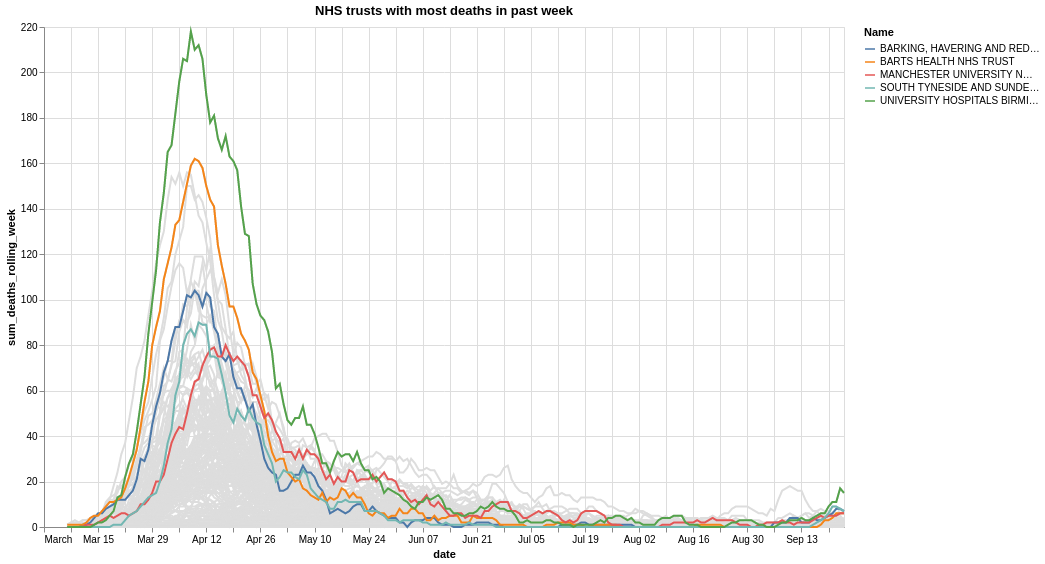 NHS trusts with most deaths in past week
Name
BARKING, HAVERING AND RED…
BARTS HEALTH NHS TRUST
MANCHESTER UNIVERSITY N…
SOUTH TYNESIDE AND SUNDE…
UNIVERSITY HOSPITALS BIRMI…
sum_deaths_rolling_week
220
200
180
160
140
120
100
80
60
40
20
0
March Mar 15 Mar 29 Apr 12 Apr 26 May 10 May 24 Jun 07 Jun 21 Jul 05 Jul 19 Aug 02 Aug 16 Aug 30 Sep 13
date